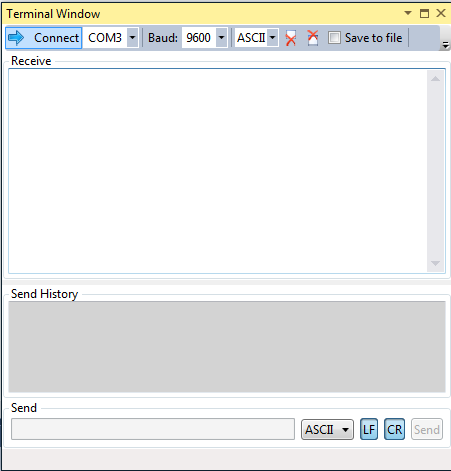 Terminal Window
Connect COM3 Baud: 9600 ASCII Save to file
Receive
Send History
Send
ASCII LF CR Send